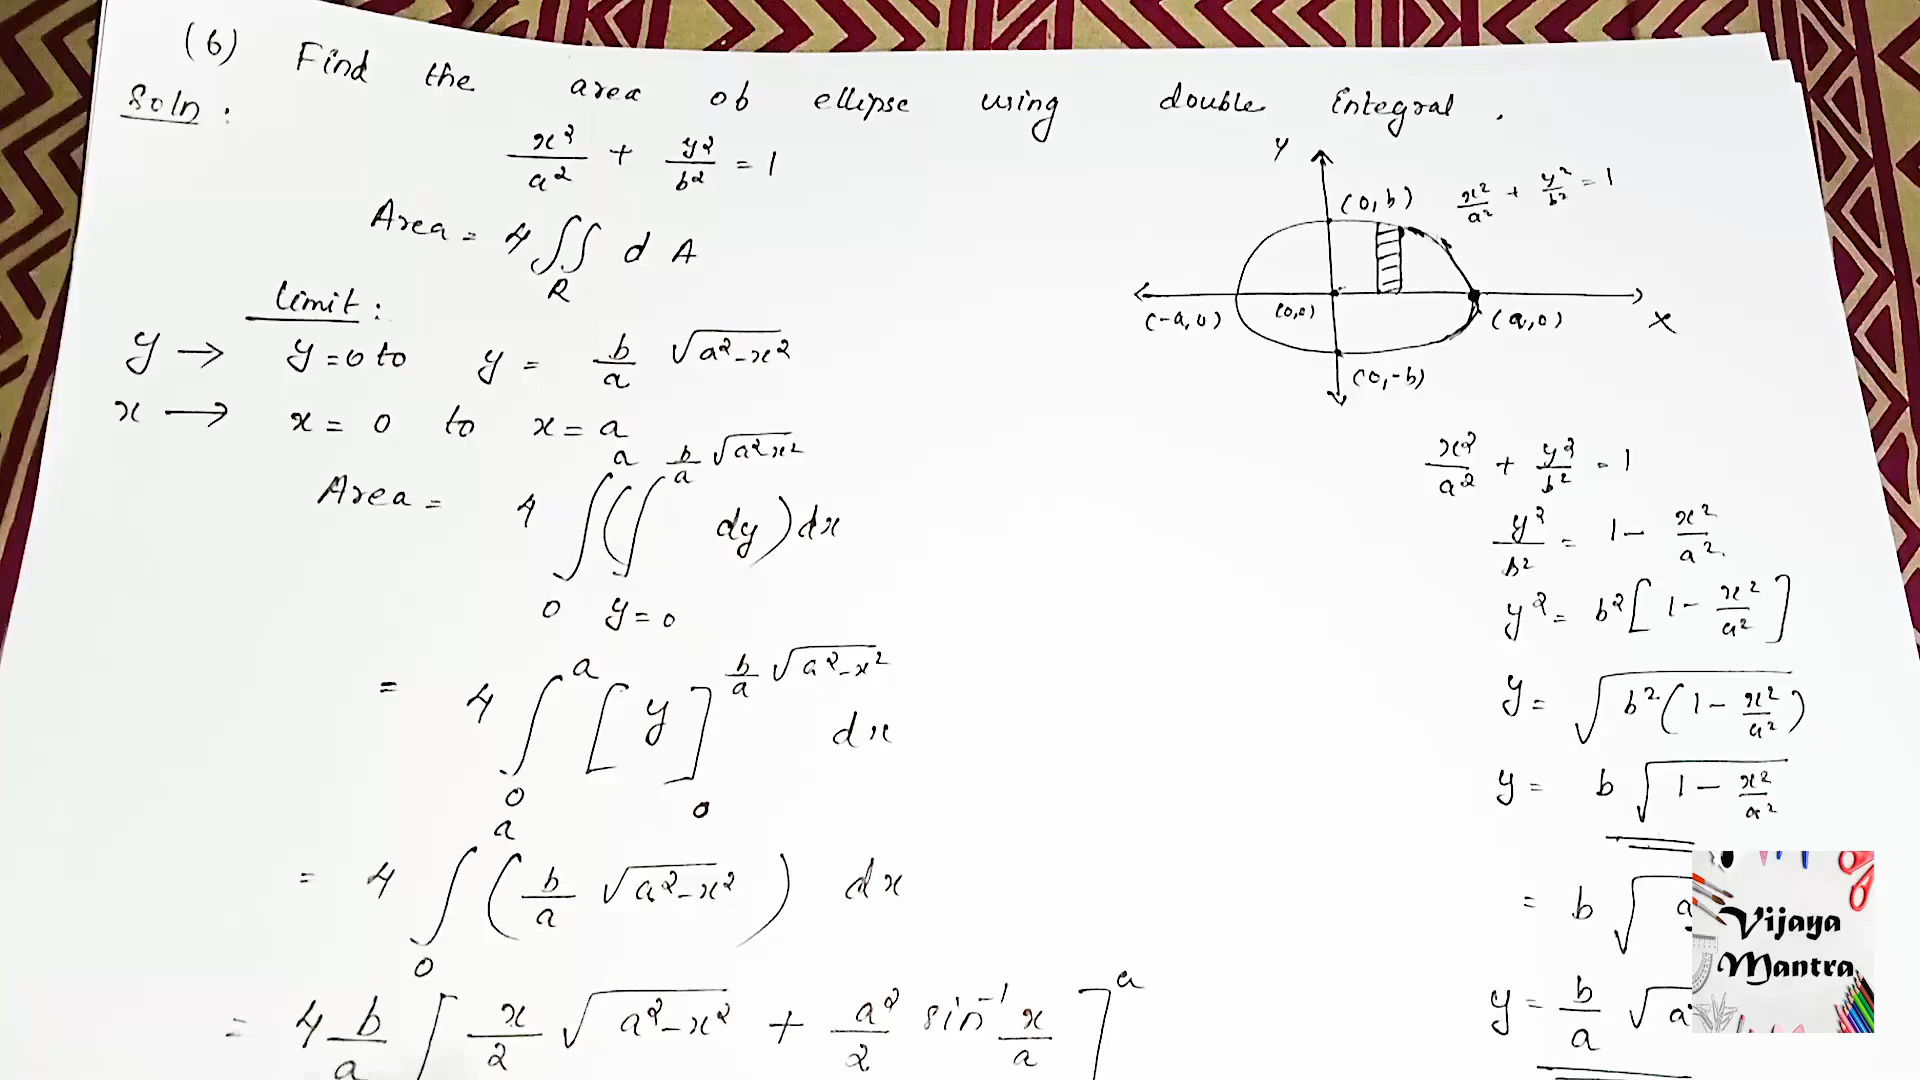 (6) Find the area ob ellipse using double integral.
Soln:
x²/a² + y²/b² = 1
Area = 4 ∬_R d A
Limit:
y → y = 0 to y = b/a √(a²-x²)
x → x = 0 to x = a
Area = 4 ∫_0^a (∫_{y=0}^{b/a √(a²-x²)} dy) dx
= 4 ∫_0^a [y]_0^{b/a √(a²-x²)} dx
= 4 ∫_0^a (b/a √(a²-x²)) dx
= 4 b/a [x/2 √(a²-x²) + a²/2 sin⁻¹ x/a]^a
Y
(0,b)
x²/a² + y²/b² = 1
(-a,0)
(0,0)
(a,0)
X
(0,-b)
x²/a² + y²/b² = 1
y²/b² = 1 - x²/a².
y² = b² [1 - x²/a²]
y = √(b² (1 - x²/a²))
y = b √(1 - x²/a²)
= b √a
y = b/a √a
Vijaya
Mantra